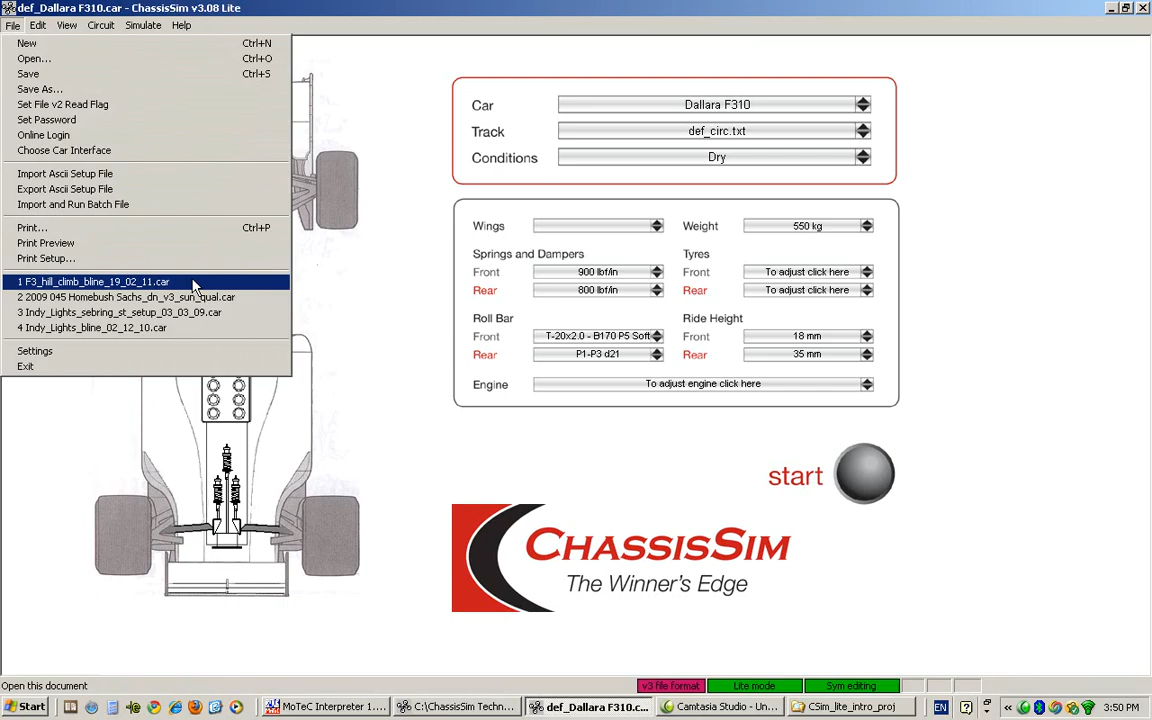 def_Dallara F310.car - ChassisSim v3.08 Lite
File Edit View Circuit Simulate Help
New Ctrl+N
Open... Ctrl+O
Save Ctrl+S
Save As...
Set File v2 Read Flag
Set Password
Online Login
Choose Car Interface
Import Ascii Setup File
Export Ascii Setup File
Import and Run Batch File
Print... Ctrl+P
Print Preview
Print Setup...
1 F3_hill_climb_bline_19_02_11.car
2 2009 045 Homebush Sachs_dn_v3_sun_qual.car
3 Indy_Lights_sebring_st_setup_03_03_09.car
4 Indy_Lights_bline_02_12_10.car
Settings
Exit
Car Dallara F310
Track def_circ.txt
Conditions Dry
Wings Weight 550 kg
Springs and Dampers Tyres
Front 900 lbf/in Front To adjust click here
Rear 800 lbf/in Rear To adjust click here
Roll Bar Ride Height
Front T-20x2.0 - B170 P5 Soft Front 18 mm
Rear P1-P3 d21 Rear 35 mm
Engine To adjust engine click here
start
CHASSISSIM
The Winner's Edge
Open this document v3 file format Lite mode Sym editing
Start MoTeC Interpreter 1.... C:\ChassisSim Techn... def_Dallara F310.c... Camtasia Studio - Un... CSim_lite_intro_proj EN « 3:50 PM